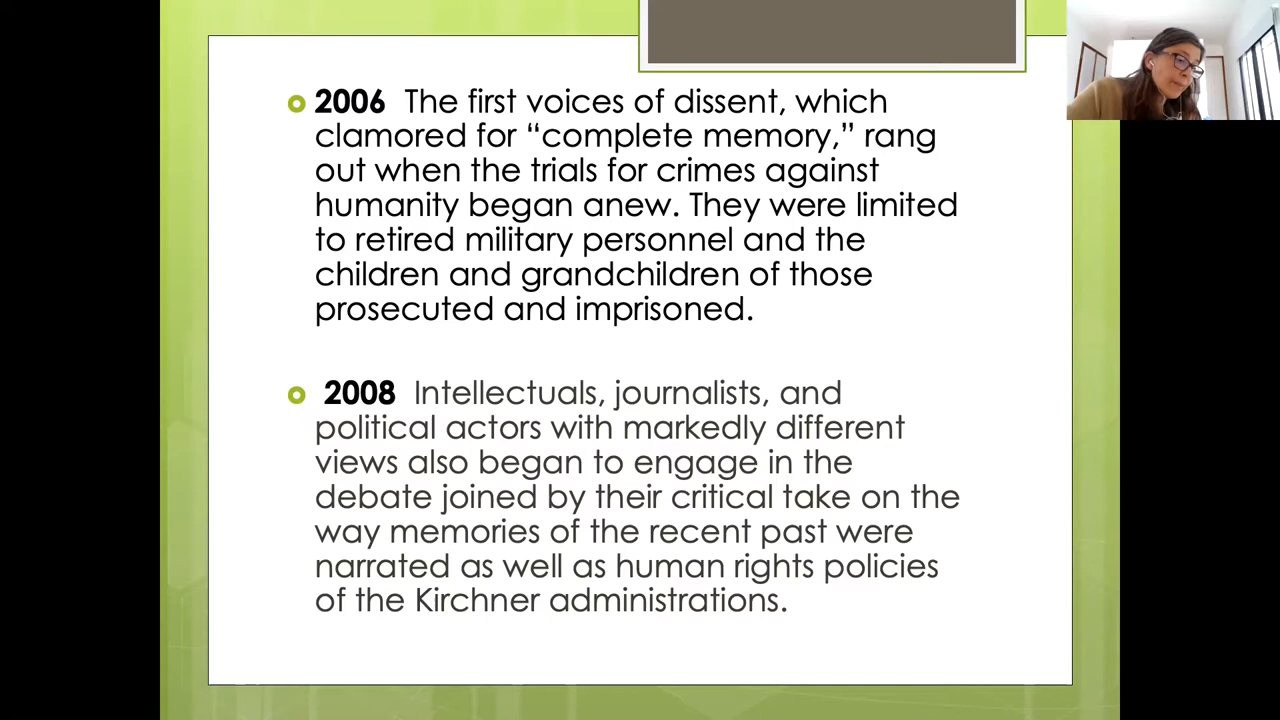 2006 The first voices of dissent, which
clamored for “complete memory,” rang
out when the trials for crimes against
humanity began anew. They were limited
to retired military personnel and the
children and grandchildren of those
prosecuted and imprisoned.
2008 Intellectuals, journalists, and
political actors with markedly different
views also began to engage in the
debate joined by their critical take on the
way memories of the recent past were
narrated as well as human rights policies
of the Kirchner administrations.